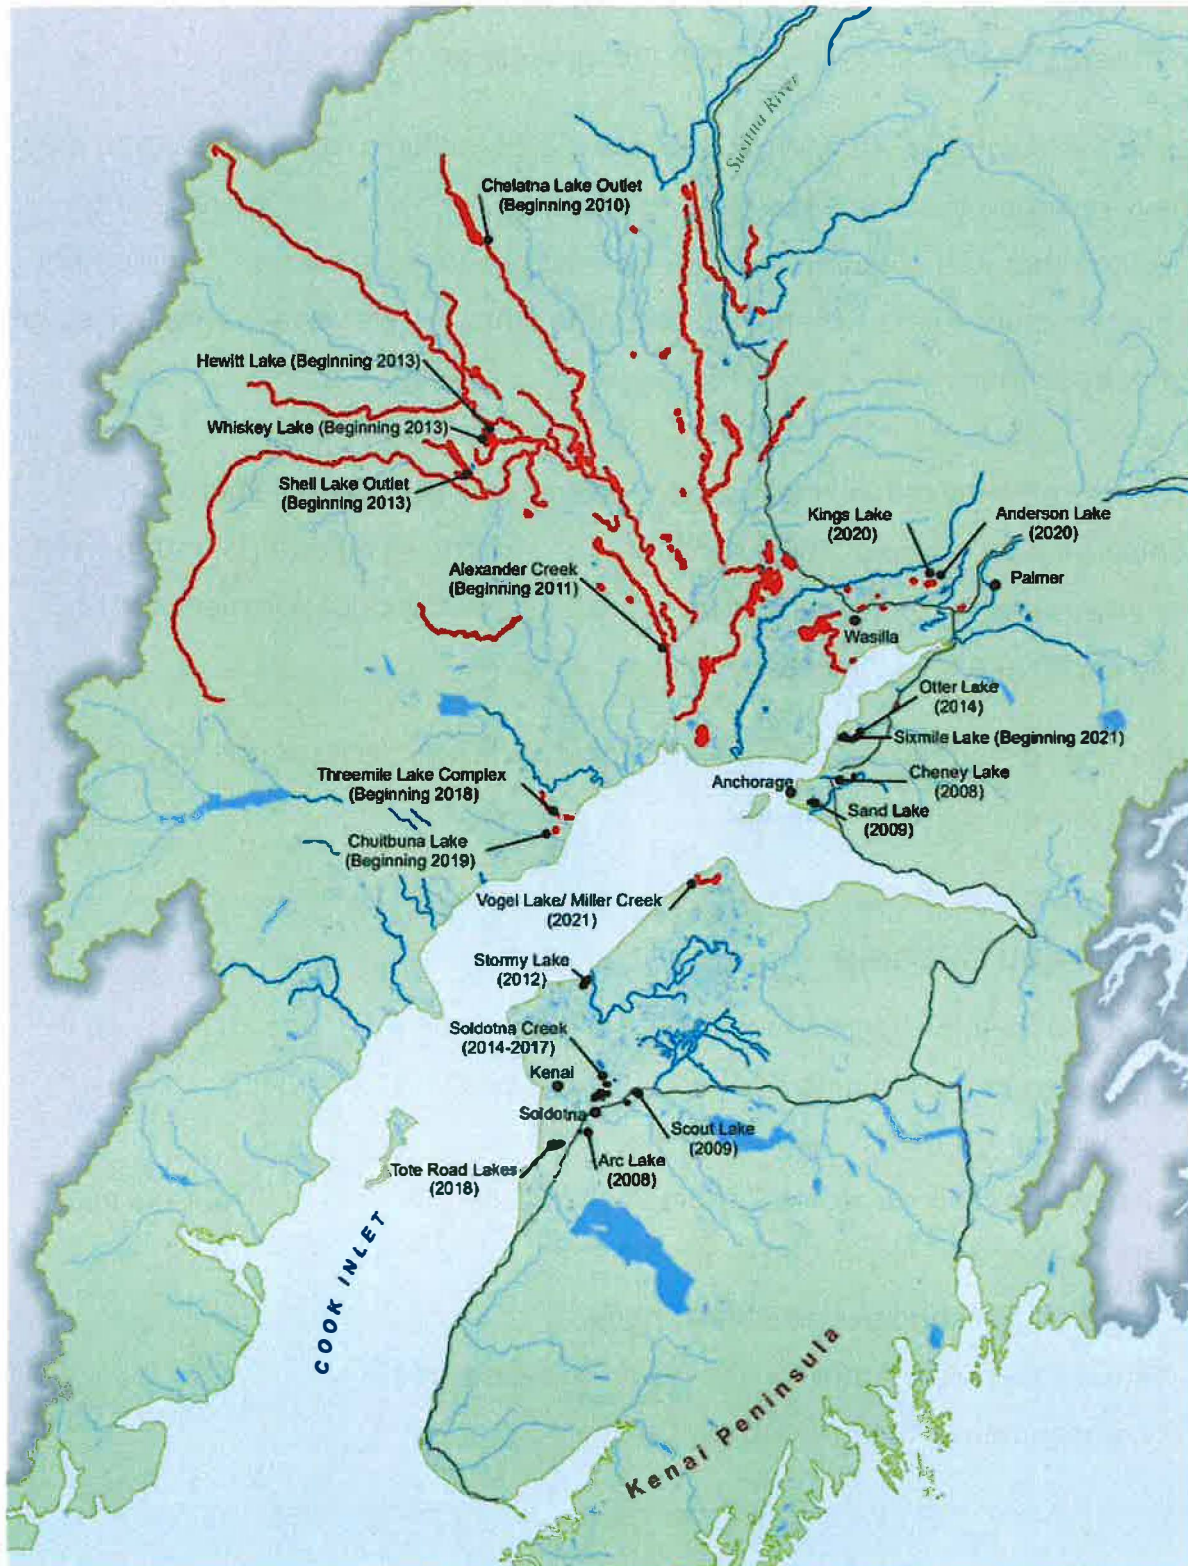 Susitna River
Chelatna Lake Outlet
(Beginning 2010)
Hewitt Lake (Beginning 2013)
Whiskey Lake (Beginning 2013)
Shell Lake Outlet
(Beginning 2013)
Kings Lake
(2020)
Anderson Lake
(2020)
Alexander Creek
(Beginning 2011)
Palmer
Wasilla
Otter Lake
(2014)
Sixmile Lake (Beginning 2021)
Threemile Lake Complex
(Beginning 2018)
Anchorage
Cheney Lake
(2008)
Sand Lake
(2009)
Chuitbuna Lake
(Beginning 2019)
Vogel Lake/ Miller Creek
(2021)
Stormy Lake
(2012)
Soldotna Creek
(2014-2017)
Kenai
Soldotna
Scout Lake
(2009)
Arc Lake
(2008)
Tote Road Lakes
(2018)
COOK INLET
Kenai Peninsula